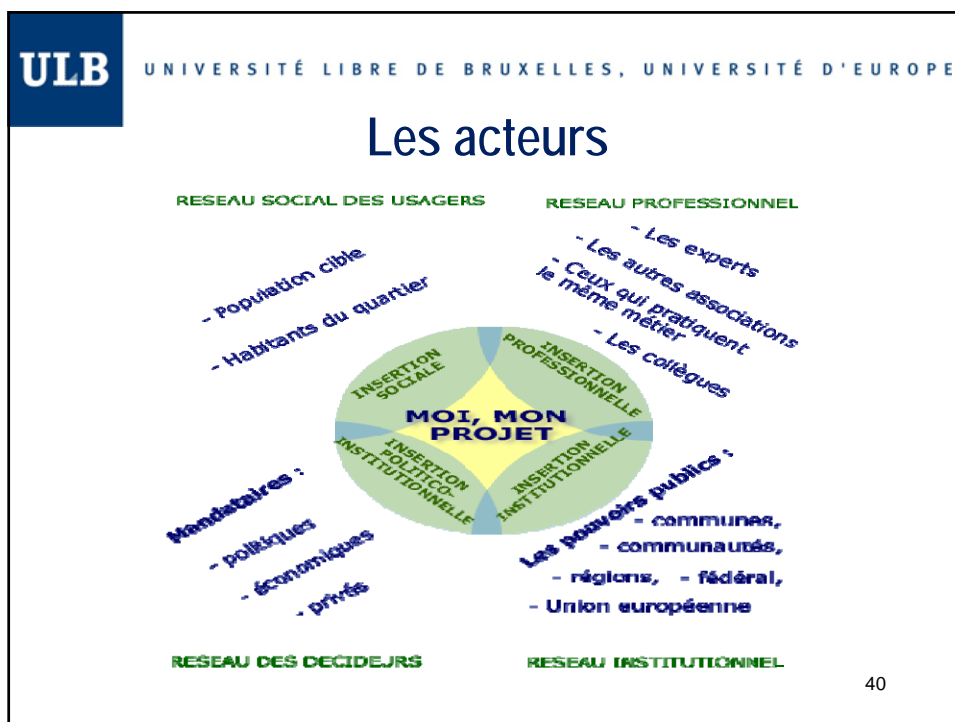 ULB
UNIVERSITÉ LIBRE DE BRUXELLES, UNIVERSITÉ D'EUROPE
Les acteurs
RESEAU SOCIAL DES USAGERS
- Population cible
- Habitants du quartier
RESEAU PROFESSIONNEL
- Les experts
- Les autres associations
- Ceux qui pratiquent
le même métier
- Les collègues
INSERTION
SOCIALE
INSERTION
PROFESSIONNELLE
MOI, MON
PROJET
INSERTION
POLITICO-
INSTITUTIONNELLE
INSERTION
INSTITUTIONNELLE
Mandataires :
- politiques
- économiques
- privés
Les pouvoirs publics :
- communes,
- communautés,
- régions, - fédéral,
- Union européenne
RESEAU DES DECIDEURS
RESEAU INSTITUTIONNEL
40